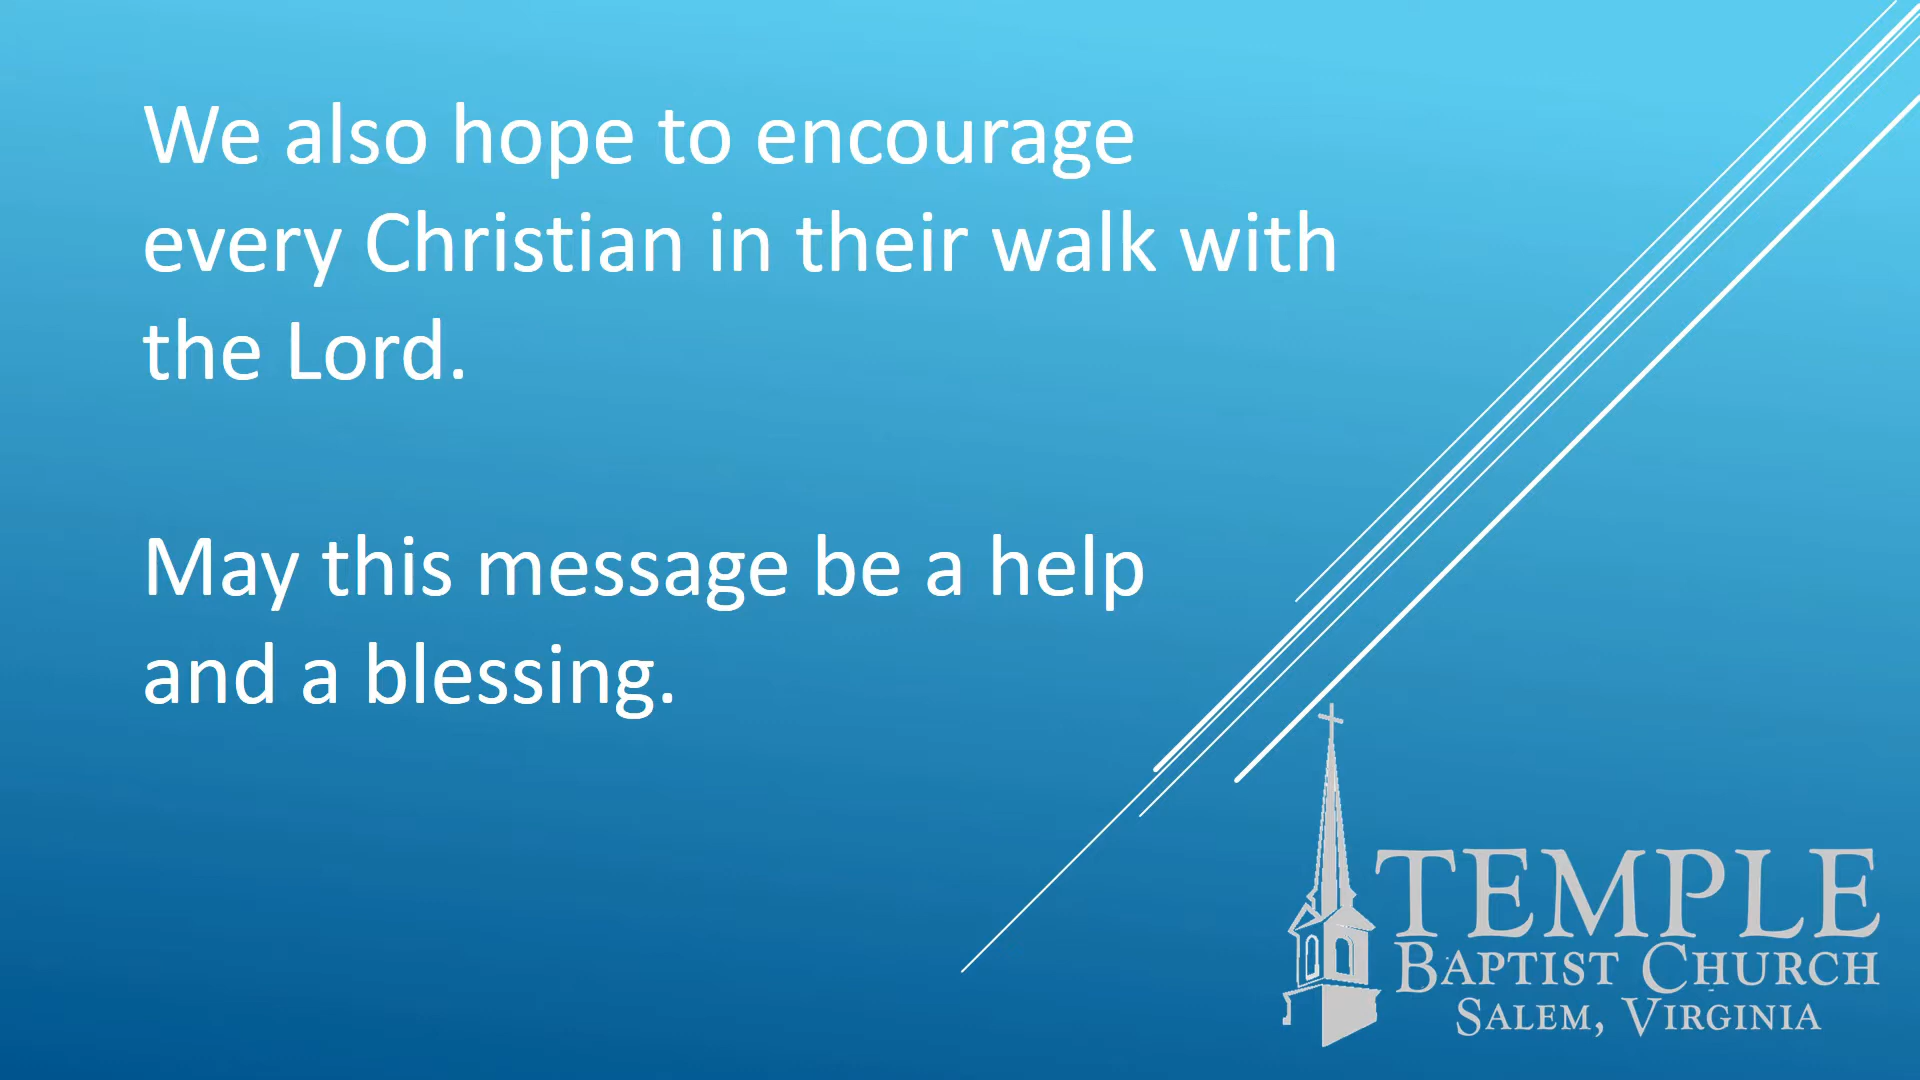 We also hope to encourage
every Christian in their walk with
the Lord.
May this message be a help
and a blessing.
TEMPLE
BAPTIST CHURCH
SALEM, VIRGINIA